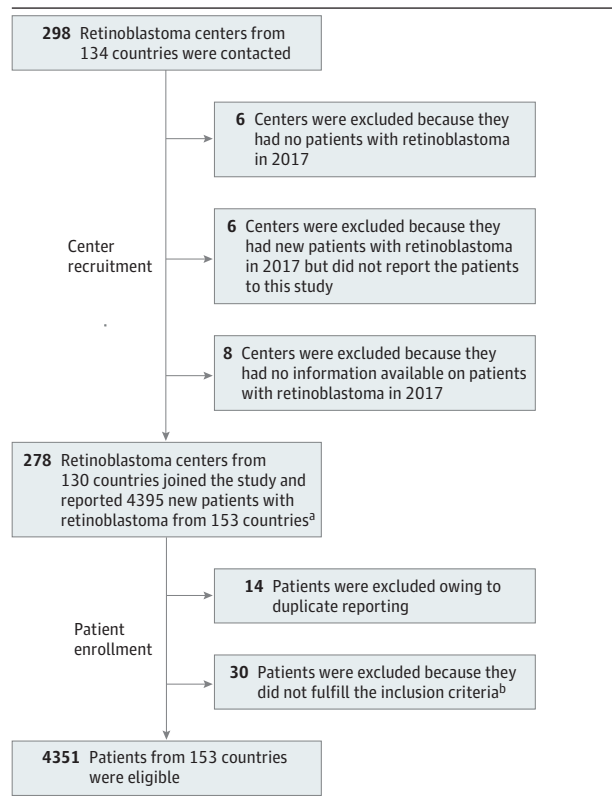 298 Retinoblastoma centers from
134 countries were contacted
6 Centers were excluded because they
had no patients with retinoblastoma
in 2017
6 Centers were excluded because they
had new patients with retinoblastoma
in 2017 but did not report the patients
to this study
Center
recruitment
8 Centers were excluded because they
had no information available on patients
with retinoblastoma in 2017
278 Retinoblastoma centers from
130 countries joined the study and
reported 4395 new patients with
retinoblastoma from 153 countriesa
14 Patients were excluded owing to
duplicate reporting
Patient
enrollment
30 Patients were excluded because they
did not fulfill the inclusion criteriab
4351 Patients from 153 countries
were eligible